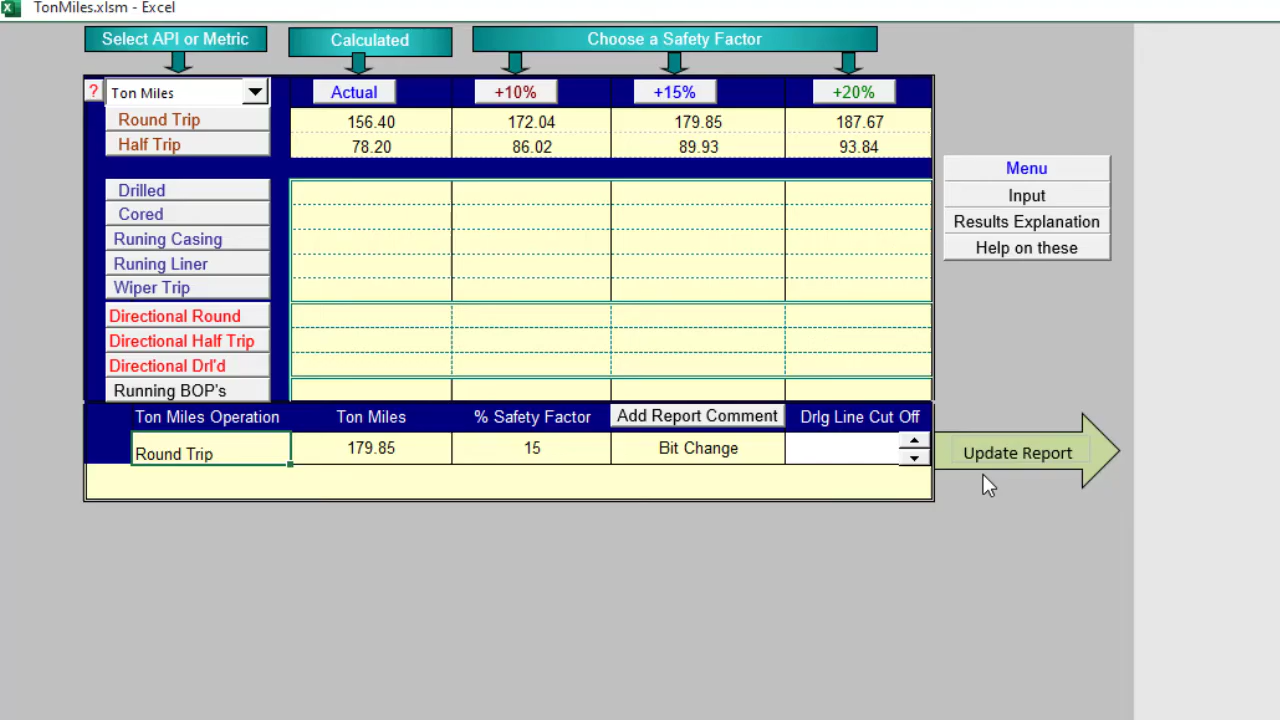 TonMiles.xlsm - Excel
Select API or Metric
Calculated
Choose a Safety Factor
? Ton Miles Actual +10% +15% +20%
Round Trip 156.40 172.04 179.85 187.67
Half Trip 78.20 86.02 89.93 93.84
Menu
Input
Results Explanation
Help on these
Drilled
Cored
Runing Casing
Runing Liner
Wiper Trip
Directional Round
Directional Half Trip
Directional Drl'd
Running BOP's
Ton Miles Operation Ton Miles % Safety Factor Add Report Comment Drlg Line Cut Off
Round Trip 179.85 15 Bit Change
Update Report